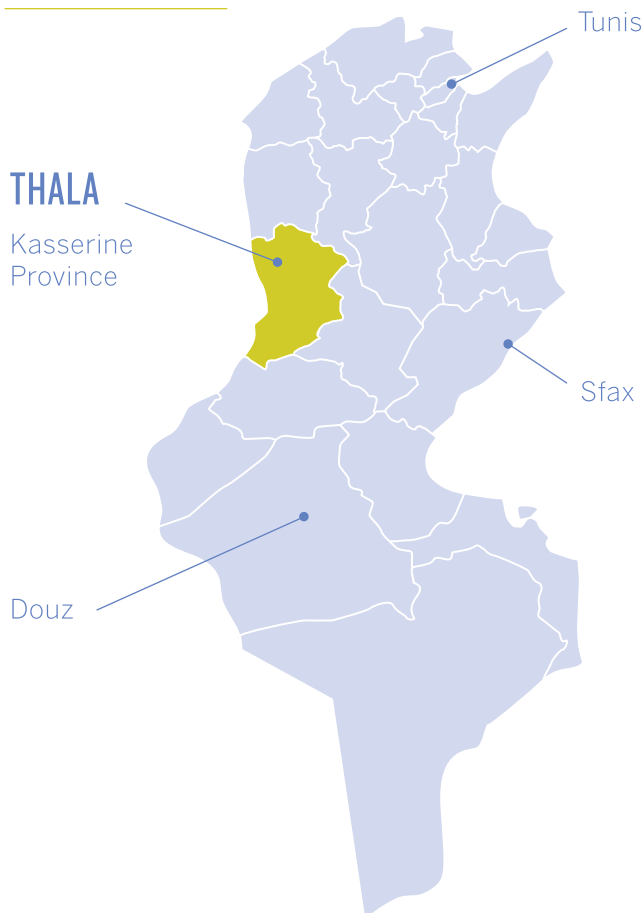 Tunis
THALA
Kasserine
Province
Sfax
Douz